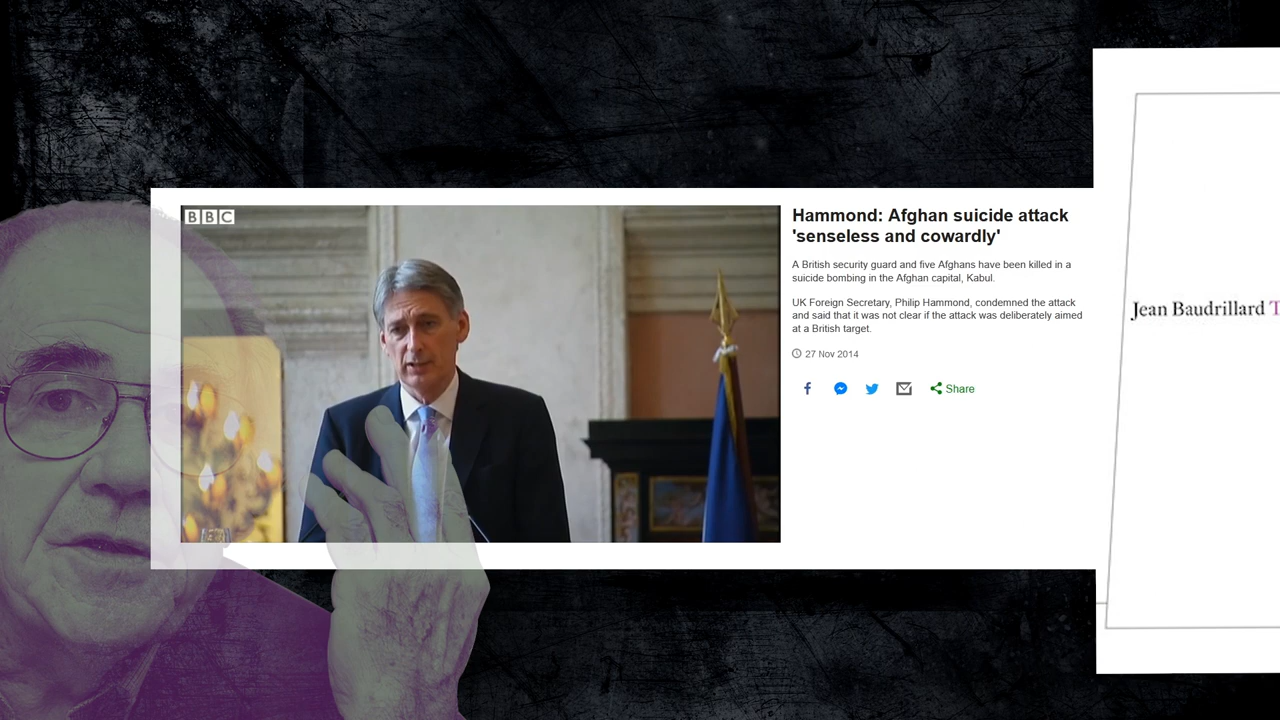 BBC
Hammond: Afghan suicide attack
'senseless and cowardly'
A British security guard and five Afghans have been killed in a
suicide bombing in the Afghan capital, Kabul.
UK Foreign Secretary, Philip Hammond, condemned the attack
and said that it was not clear if the attack was deliberately aimed
at a British target.
27 Nov 2014
Share
Jean Baudrillard T